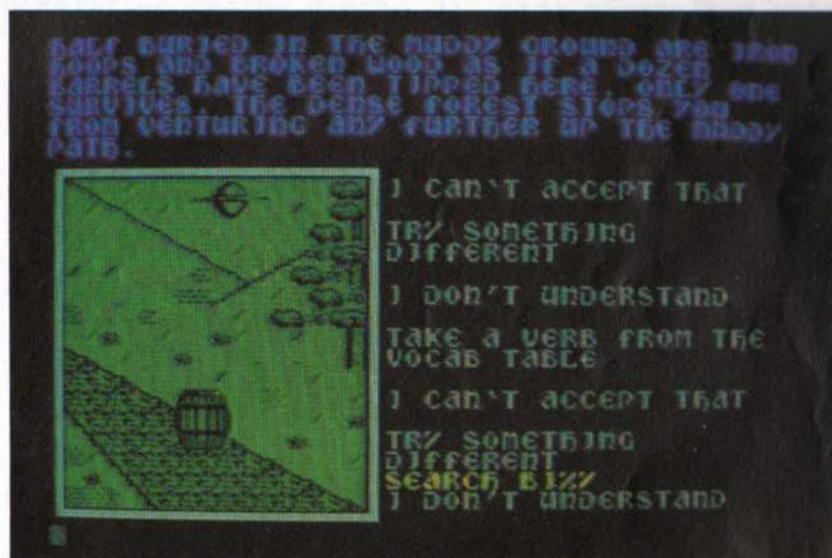 HALF BURIED IN THE MUDDY GROUND ARE IRON
HOOPS AND BROKEN WOOD AS IF A DOZEN
BARRELS HAVE BEEN TIPPED HERE. ONLY ONE
SURVIVES. THE DENSE FOREST STOPS YOU
FROM VENTURING ANY FURTHER UP THE MUDDY
PATH.
I CAN'T ACCEPT THAT
TRY SOMETHING
DIFFERENT
I DON'T UNDERSTAND
TAKE A VERB FROM THE
VOCAB TABLE
I CAN'T ACCEPT THAT
TRY SOMETHING
DIFFERENT
SEARCH
I DON'T UNDERSTAND